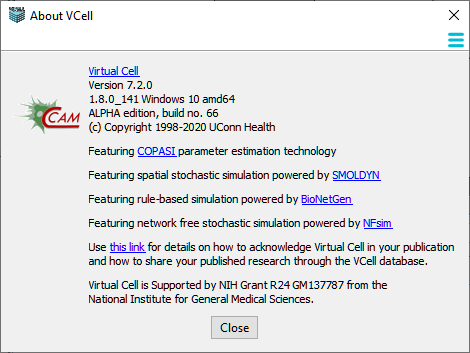 About VCell
CCAM
Virtual Cell
Version 7.2.0
1.8.0_141 Windows 10 amd64
ALPHA edition, build no. 66
(c) Copyright 1998-2020 UConn Health
Featuring COPASI parameter estimation technology
Featuring spatial stochastic simulation powered by SMOLDYN
Featuring rule-based simulation powered by BioNetGen
Featuring network free stochastic simulation powered by NFsim
Use this link for details on how to acknowledge Virtual Cell in your publication
and how to share your published research through the VCell database.
Virtual Cell is Supported by NIH Grant R24 GM137787 from the
National Institute for General Medical Sciences.
Close